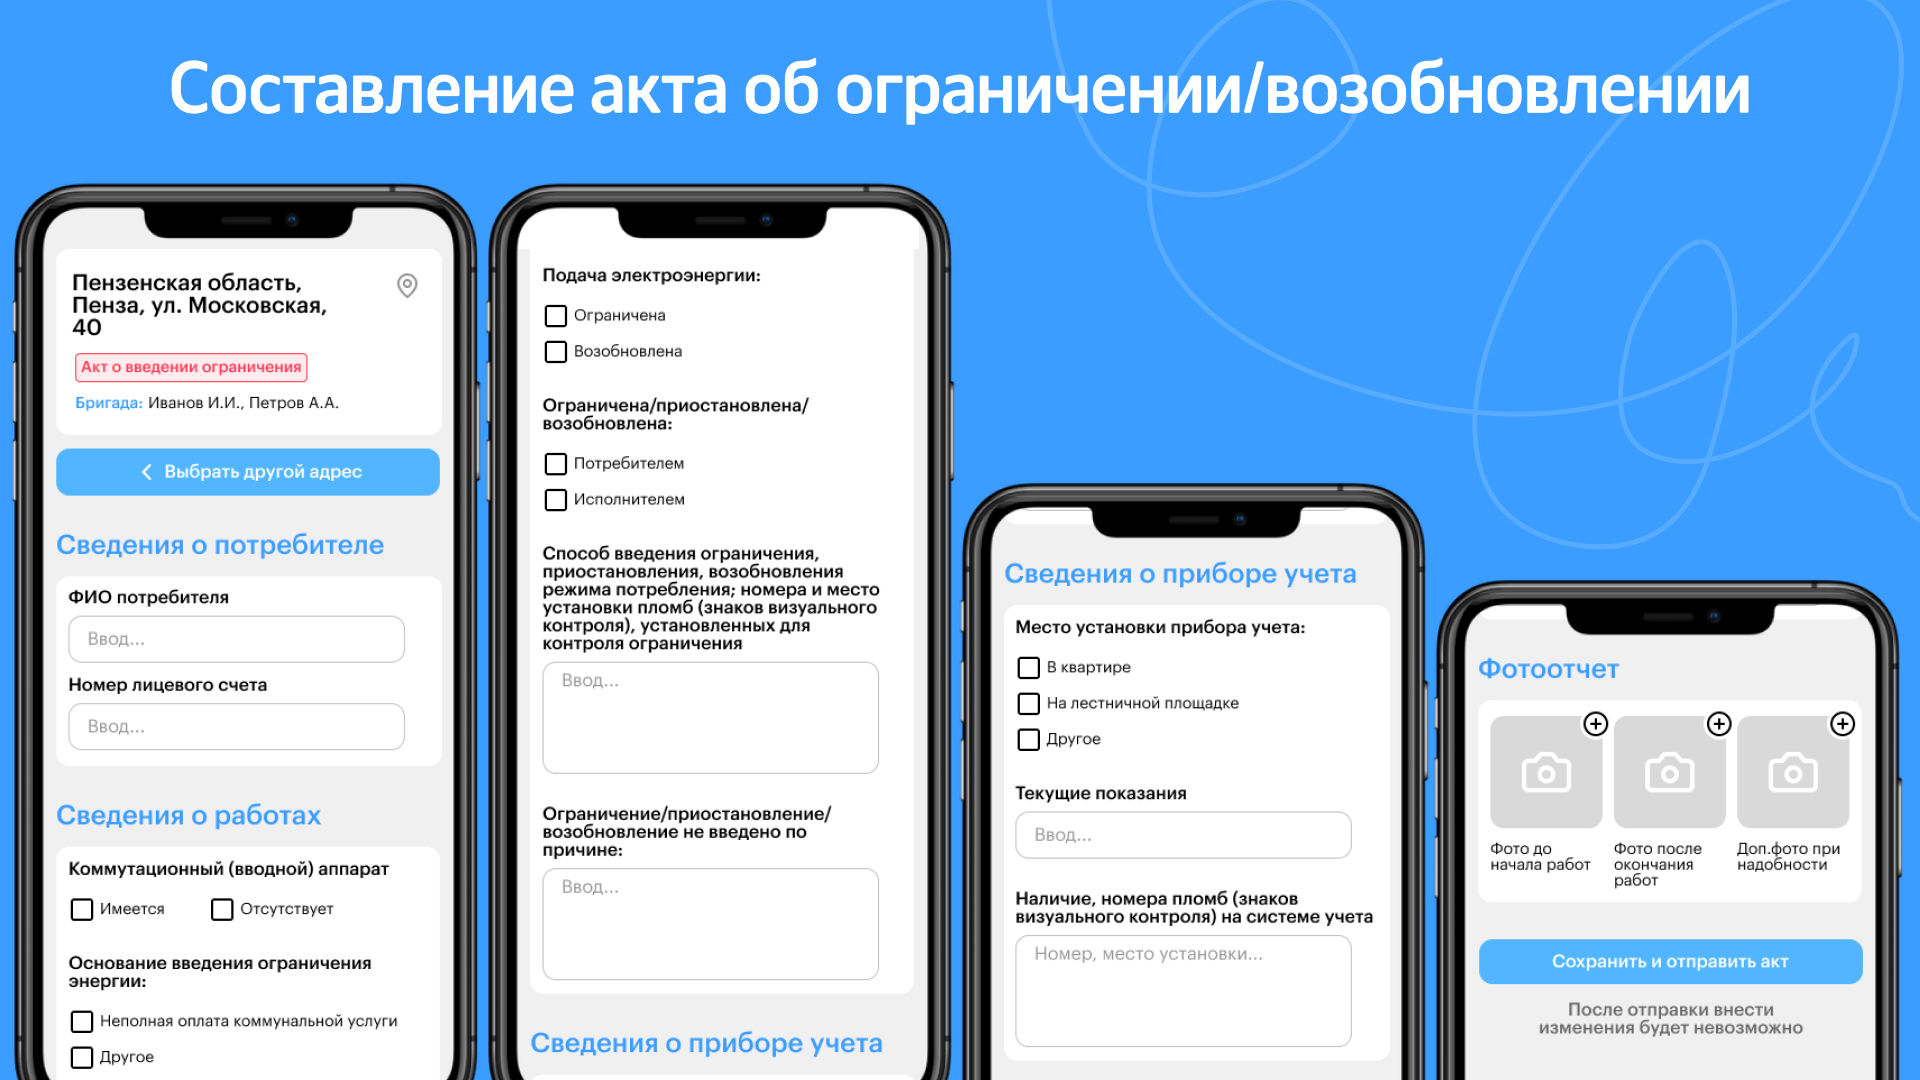 Составление акта об ограничении/возобновлении
Пензенская область,
Пенза, ул. Московская,
40
Акт о введении ограничения
Бригада: Иванов И.И., Петров А.А.
Выбрать другой адрес
Сведения о потребителе
ФИО потребителя
Ввод...
Номер лицевого счета
Ввод...
Сведения о работах
Коммутационный (вводной) аппарат
Имеется
Отсутствует
Основание введения ограничения
энергии:
Неполная оплата коммунальной услуги
Другое
Подача электроэнергии:
Ограничена
Возобновлена
Ограничена/приостановлена/
возобновлена:
Потребителем
Исполнителем
Способ введения ограничения,
приостановления, возобновления
режима потребления; номера и место
установки пломб (знаков визуального
контроля), установленных для
контроля ограничения
Ввод...
Ограничение/приостановление/
возобновление не введено по
причине:
Ввод...
Сведения о приборе учета
Сведения о приборе учета
Место установки прибора учета:
В квартире
На лестничной площадке
Другое
Текущие показания
Ввод...
Наличие, номера пломб (знаков
визуального контроля) на системе учета
Номер, место установки...
Фотоотчет
Фото до
начала работ
Фото после
окончания
работ
Доп.фото при
надобности
Сохранить и отправить акт
После отправки внести
изменения будет невозможно